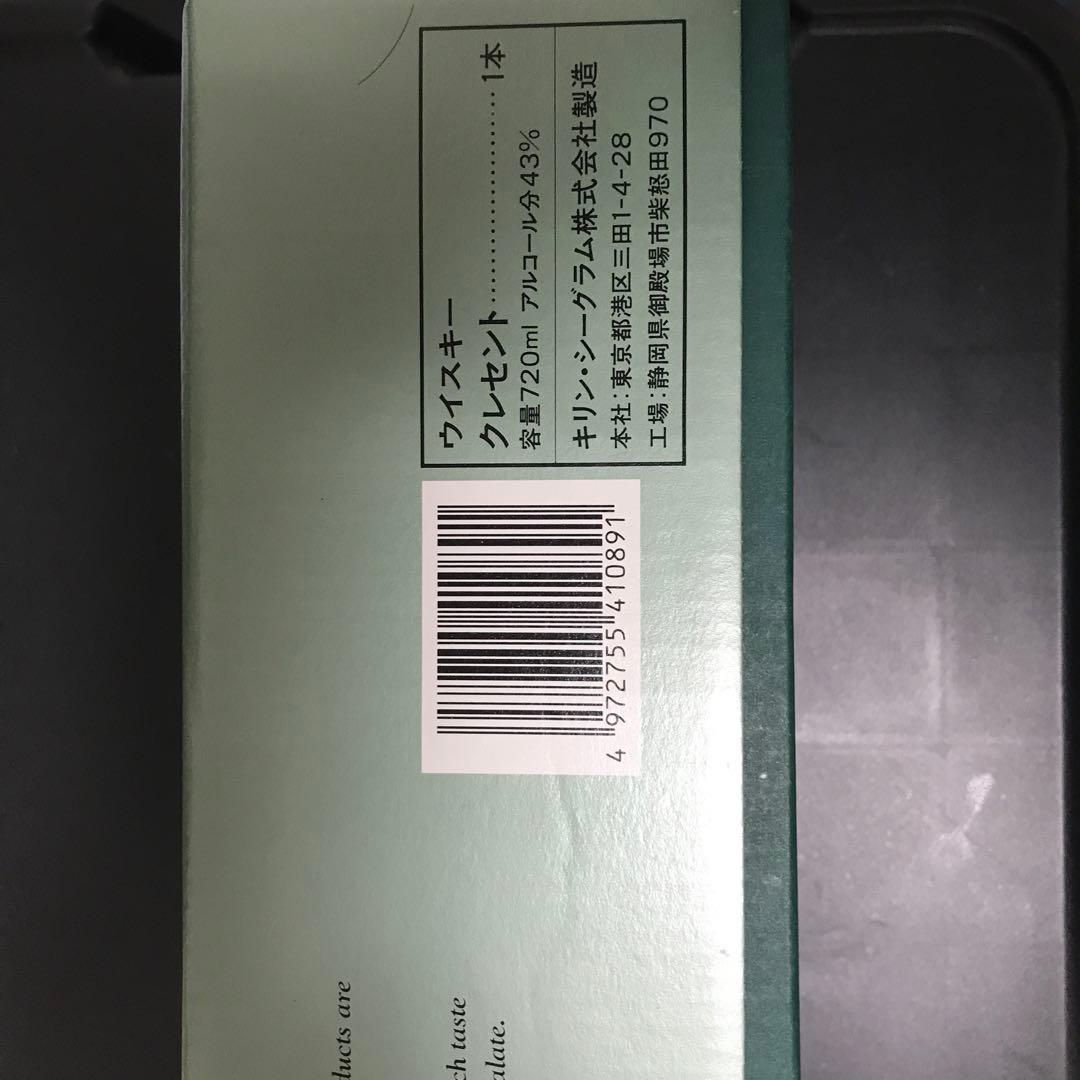 ウイスキー
クレセント……………………1本
容量720ml アルコール分43%
キリン・シーグラム株式会社製造
本社:東京都港区三田1-4-28
工場:静岡県御殿場市柴怒田970
4 972755 410891
are
taste